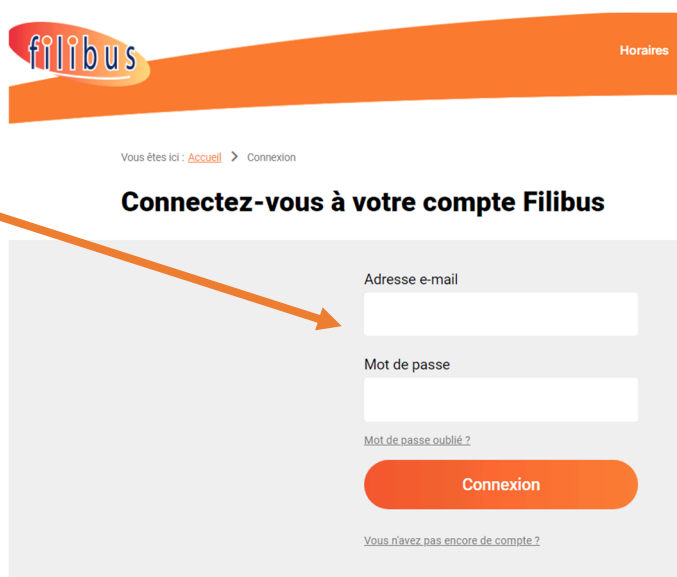 filibus
Horaires
Vous êtes ici : Accueil > Connexion
Connectez-vous à votre compte Filibus
Adresse e-mail
Mot de passe
Mot de passe oublié ?
Connexion
Vous n'avez pas encore de compte ?